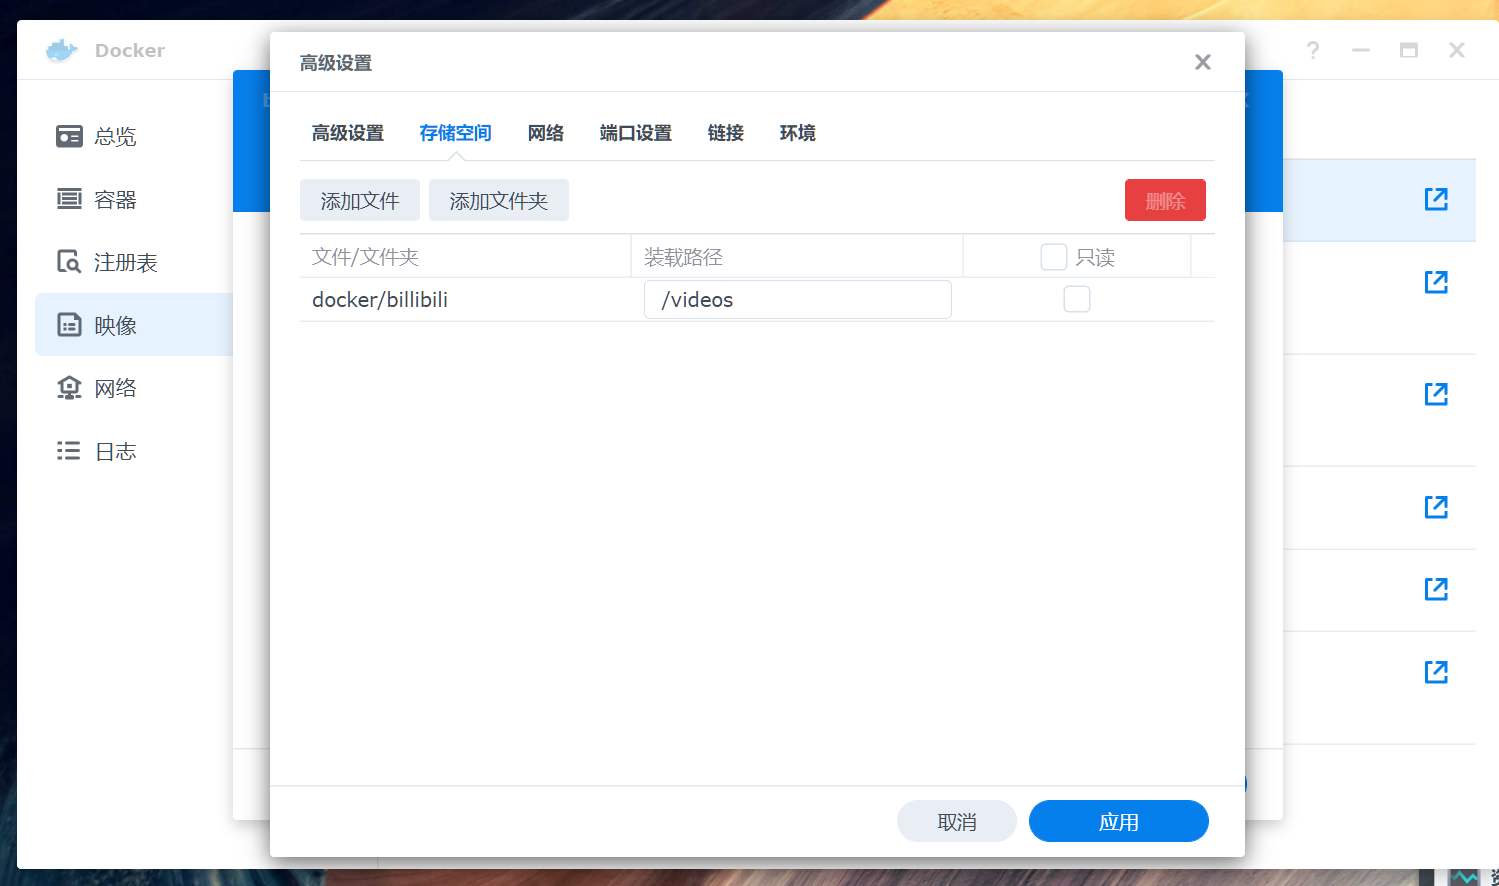 Docker
高级设置
总览
容器
注册表
映像
网络
日志
高级设置 存储空间 网络 端口设置 链接 环境
添加文件 添加文件夹 删除
文件/文件夹 装载路径 只读
docker/billibili /videos
取消 应用